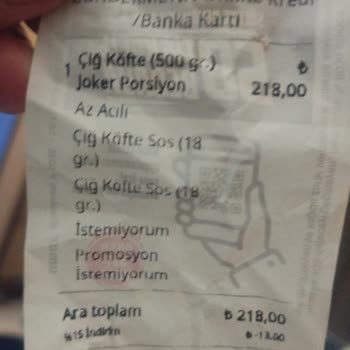 /Banka Kartı
1 Çiğ Köfte (500 gr.) ₺
Joker Porsiyon 218,00
Az Acılı
Çiğ Köfte Sos (18
gr.)
Çiğ Köfte Sos (18
gr.)
İstemiyorum
Promosyon
İstemiyorum
Ara toplam ₺ 218,00
%15 İndirim ₺ -13,00